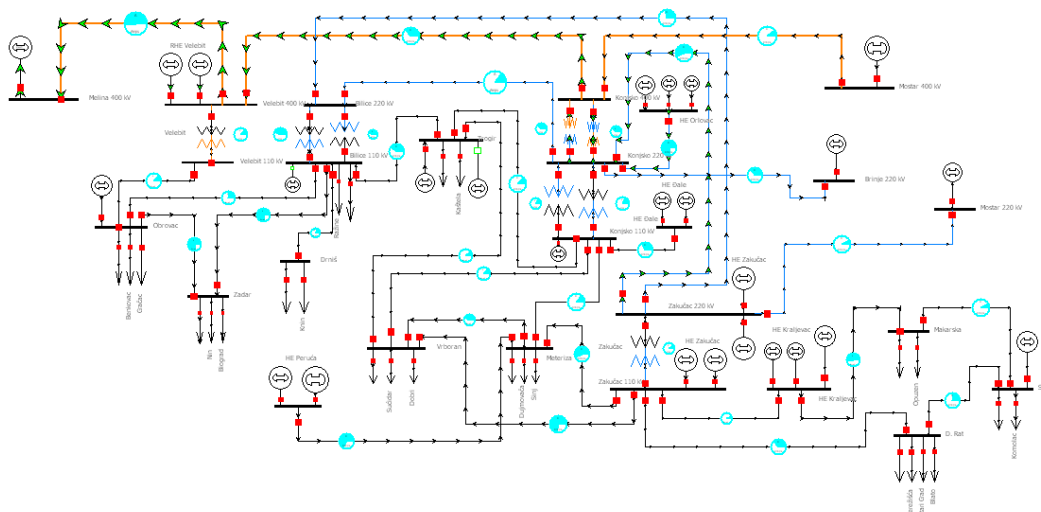 RHE Velebit
Melina 400 kV
Velebit 400 kV
Bilice 220 kV
Konjsko 400 kV
Mostar 400 kV
HE Orlovac
Velebit
Velebit 110 kV
Bilice 110 kV
Trogir
Konjsko 220
Brinje 220 kV
HE Đale
Kaštela
HE Đale
Mostar 220 kV
Obrovac
Ražine
Konjsko 110 kV
Drniš
HE Zakučac
Benkovac
Gračac
Zadar
Knin
Zakučac 220 kV
Nin
Biograd
HE Kraljevac
Makarska
Vrboran
Meterize
Zakučac
HE Zakučac
HE Peruća
Zakučac 110 kV
HE Kraljevac
Opuzen
S
Sućidar
Dobri
Dujmovača
Sinj
D. Rat
Komolac
Blato